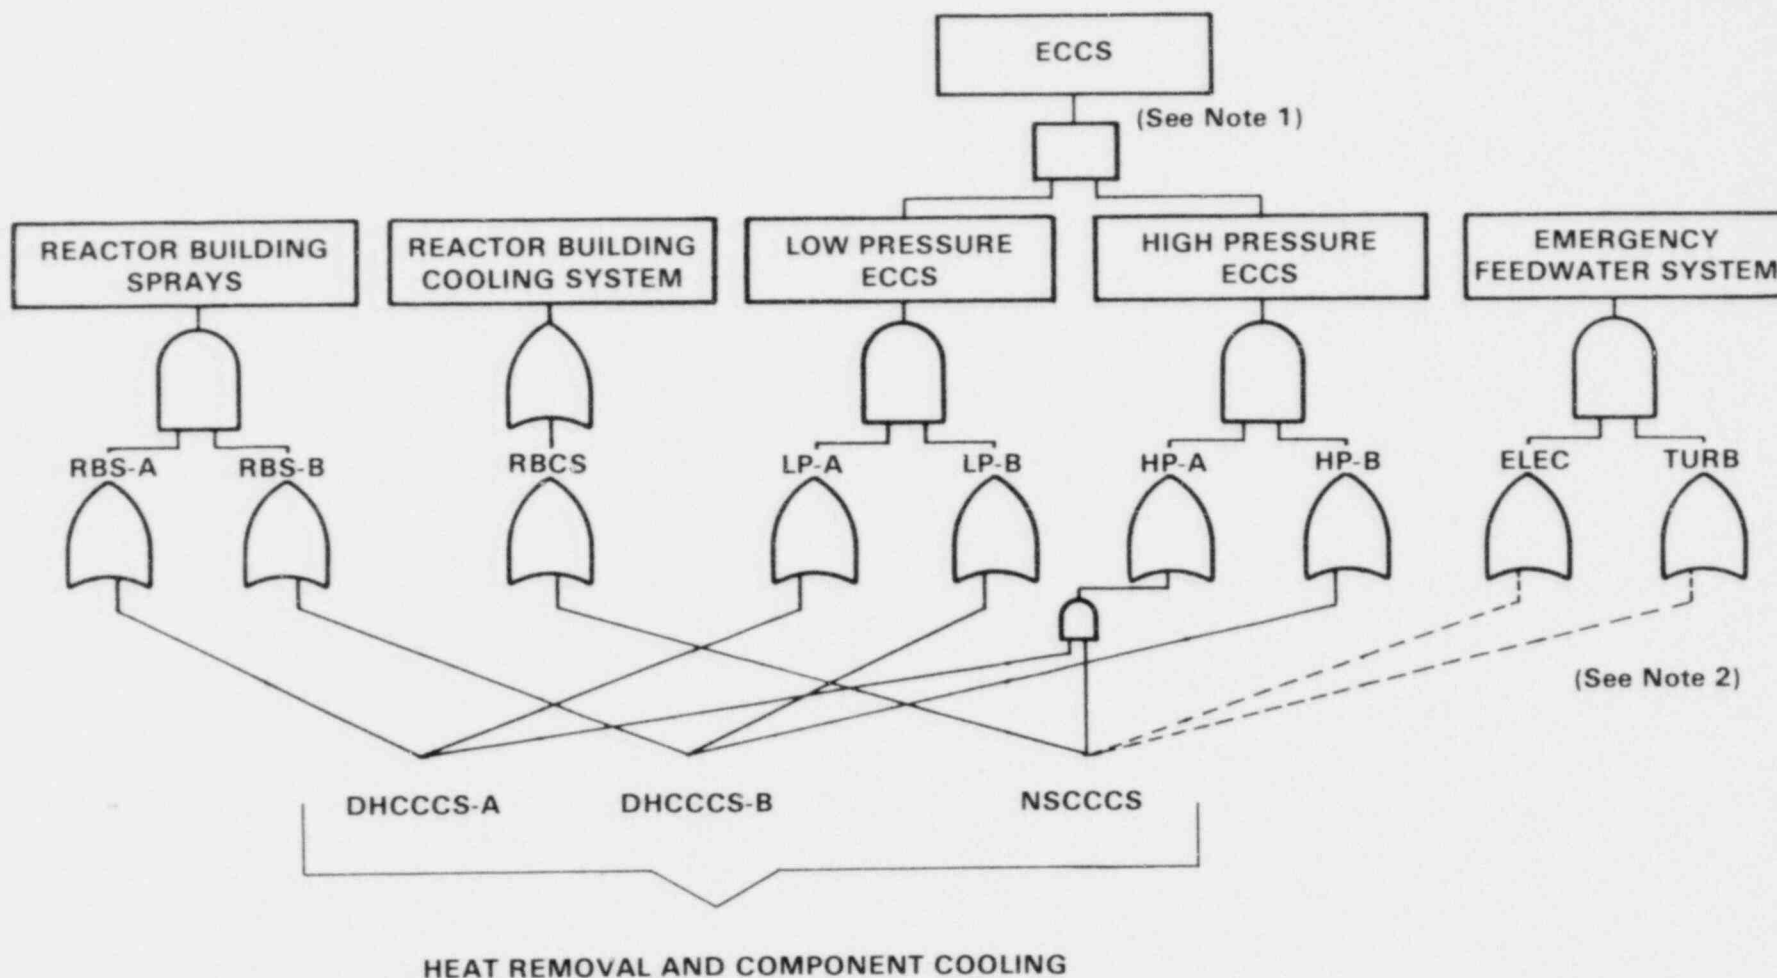 ECCS
(See Note 1)
REACTOR BUILDING
SPRAYS
REACTOR BUILDING
COOLING SYSTEM
LOW PRESSURE
ECCS
HIGH PRESSURE
ECCS
EMERGENCY
FEEDWATER SYSTEM
RBS-A
RBS-B
RBCS
LP-A
LP-B
HP-A
HP-B
ELEC
TURB
(See Note 2)
DHCCCS-A
DHCCCS-B
NSCCCS
HEAT REMOVAL AND COMPONENT COOLING